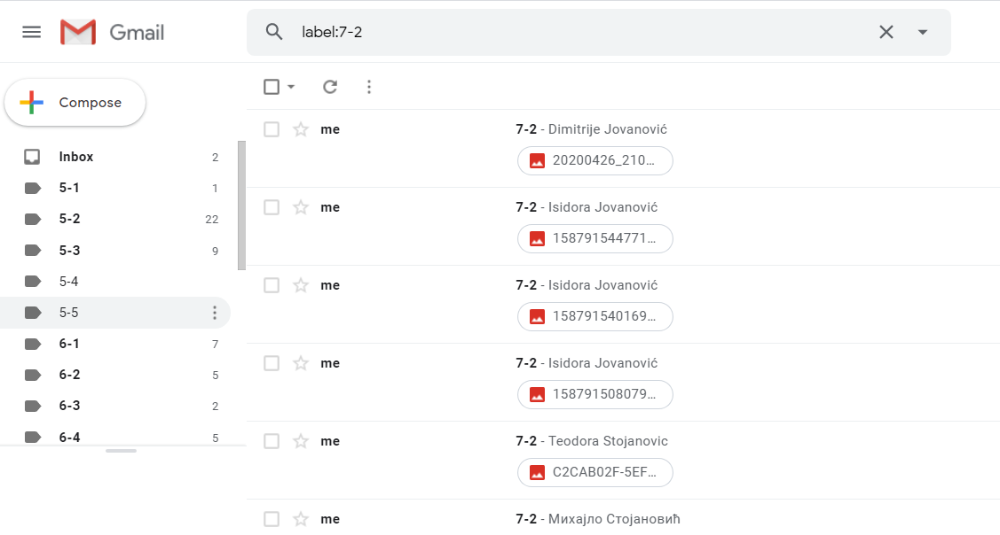 Gmail
label:7-2
Compose
Inbox 2
5-1 1
5-2 22
5-3 9
5-4
5-5
6-1 7
6-2 5
6-3 2
6-4 5
me 7-2 - Dimitrije Jovanović
20200426_210...
me 7-2 - Isidora Jovanović
158791544771...
me 7-2 - Isidora Jovanović
158791540169...
me 7-2 - Isidora Jovanović
158791508079...
me 7-2 - Teodora Stojanovic
C2CAB02F-5EF...
me 7-2 - Михајло Стојановић